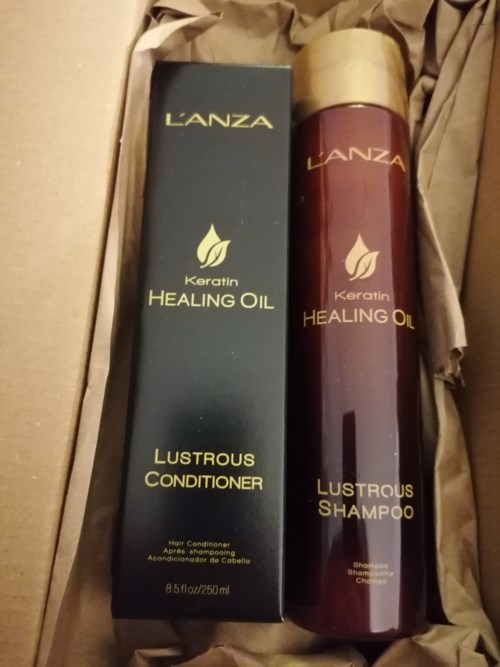 L'ANZA
Keratin
HEALING OIL
LUSTROUS
CONDITIONER
Hair Conditioner
Après-shampooing
Acondicionador de Cabello
8.5 fl oz/250 ml
L'ANZA
Keratin
HEALING OIL
LUSTROUS
SHAMPOO
Shampoo
Shampooing
Champú